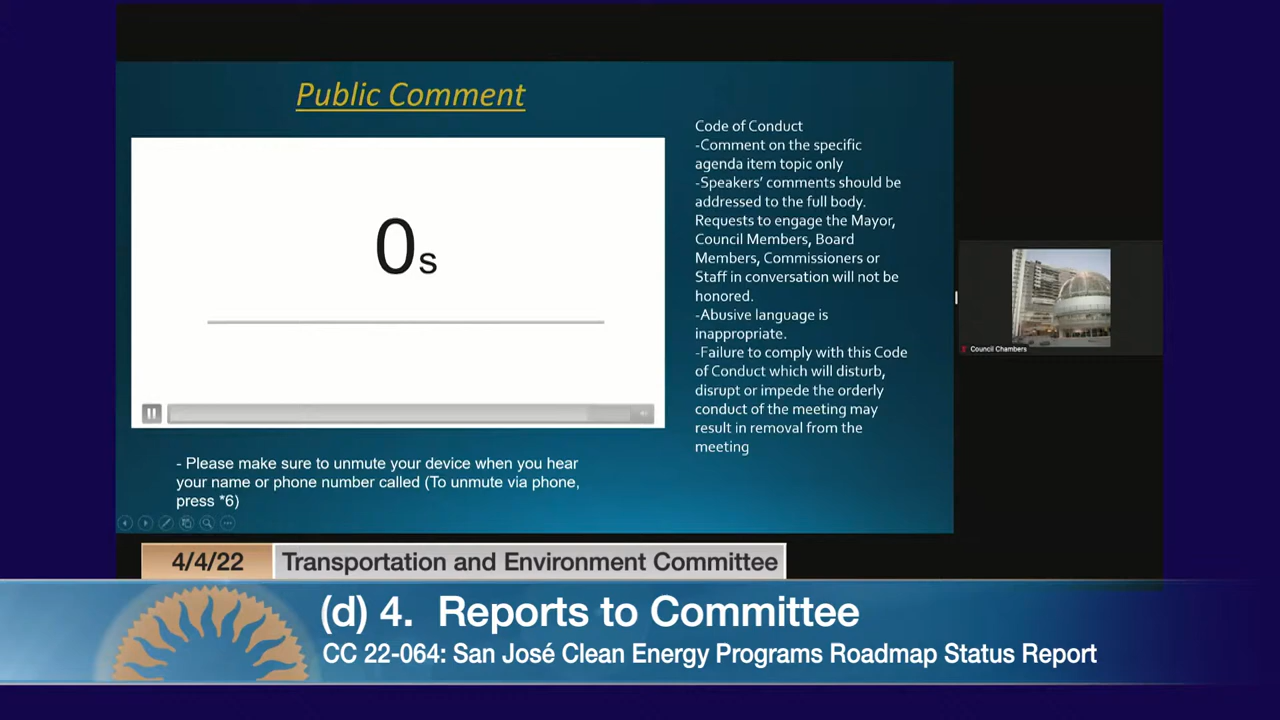 Public Comment
0s
Code of Conduct
-Comment on the specific
agenda item topic only
-Speakers’ comments should be
addressed to the full body.
Requests to engage the Mayor,
Council Members, Board
Members, Commissioners or
Staff in conversation will not be
honored.
-Abusive language is
inappropriate.
-Failure to comply with this Code
of Conduct which will disturb,
disrupt or impede the orderly
conduct of the meeting may
result in removal from the
meeting
- Please make sure to unmute your device when you hear
your name or phone number called (To unmute via phone,
press *6)
Council Chambers
4/4/22 Transportation and Environment Committee
(d) 4. Reports to Committee
CC 22-064: San José Clean Energy Programs Roadmap Status Report